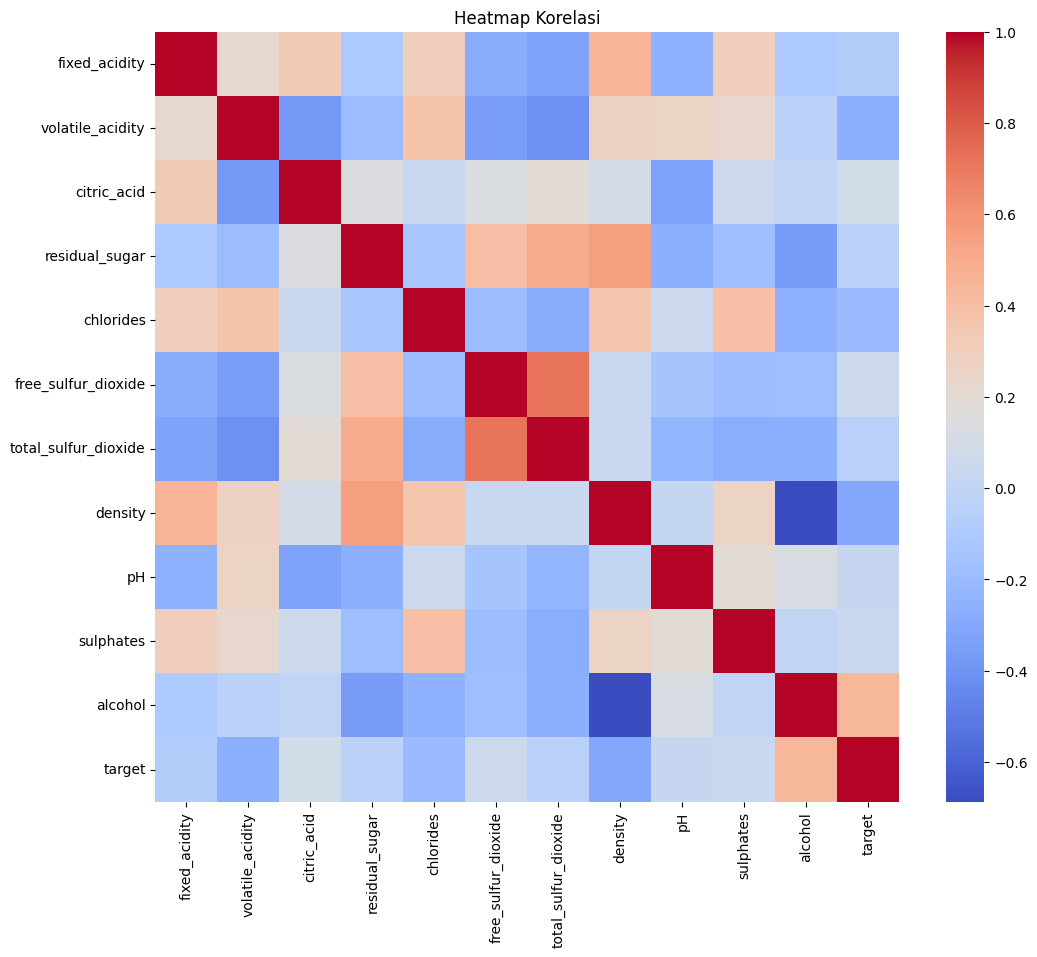 Heatmap Korelasi
fixed_acidity
volatile_acidity
citric_acid
residual_sugar
chlorides
free_sulfur_dioxide
total_sulfur_dioxide
density
pH
sulphates
alcohol
target
fixed_acidity
volatile_acidity
citric_acid
residual_sugar
chlorides
free_sulfur_dioxide
total_sulfur_dioxide
density
pH
sulphates
alcohol
target
1.0
0.8
0.6
0.4
0.2
0.0
−0.2
−0.4
−0.6